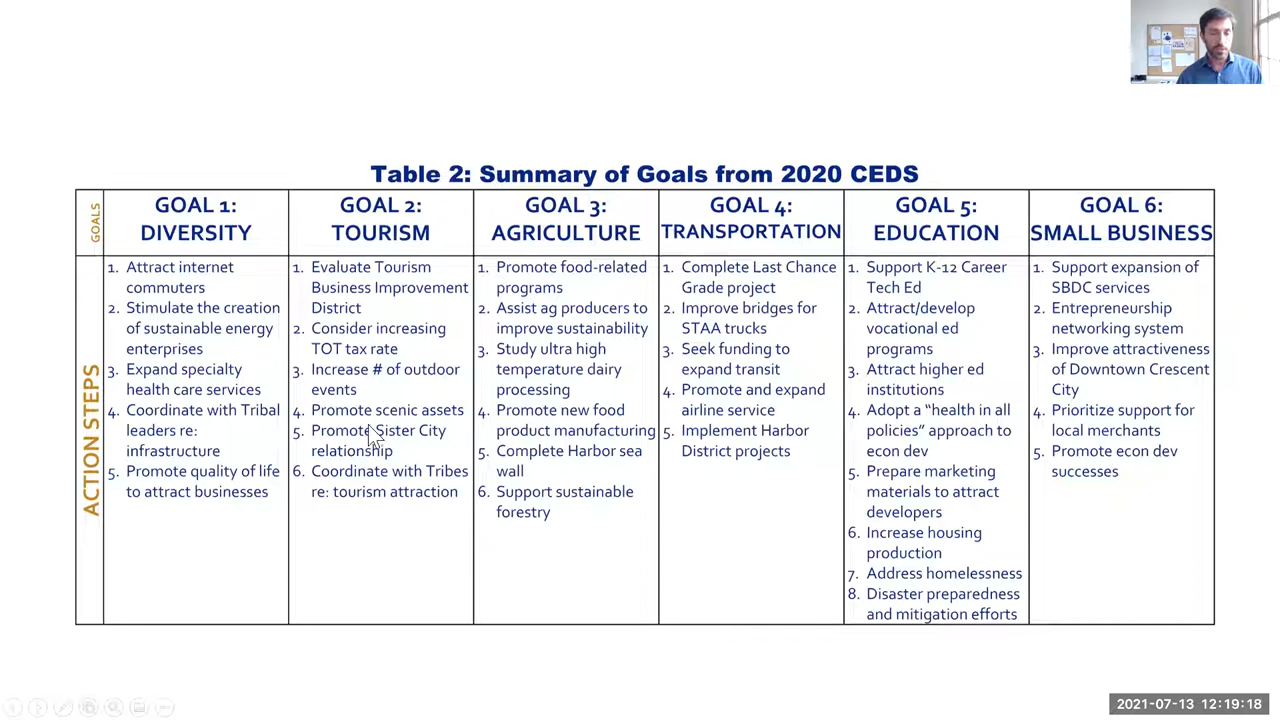 Table 2: Summary of Goals from 2020 CEDS
GOALS
GOAL 1:
DIVERSITY
GOAL 2:
TOURISM
GOAL 3:
AGRICULTURE
GOAL 4:
TRANSPORTATION
GOAL 5:
EDUCATION
GOAL 6:
SMALL BUSINESS
ACTION STEPS
1. Attract internet
commuters
2. Stimulate the creation
of sustainable energy
enterprises
3. Expand specialty
health care services
4. Coordinate with Tribal
leaders re:
infrastructure
5. Promote quality of life
to attract businesses
1. Evaluate Tourism
Business Improvement
District
2. Consider increasing
TOT tax rate
3. Increase # of outdoor
events
4. Promote scenic assets
5. Promote Sister City
relationship
6. Coordinate with Tribes
re: tourism attraction
1. Promote food-related
programs
2. Assist ag producers to
improve sustainability
3. Study ultra high
temperature dairy
processing
4. Promote new food
product manufacturing
5. Complete Harbor sea
wall
6. Support sustainable
forestry
1. Complete Last Chance
Grade project
2. Improve bridges for
STAA trucks
3. Seek funding to
expand transit
4. Promote and expand
airline service
5. Implement Harbor
District projects
1. Support K-12 Career
Tech Ed
2. Attract/develop
vocational ed
programs
3. Attract higher ed
institutions
4. Adopt a “health in all
policies” approach to
econ dev
5. Prepare marketing
materials to attract
developers
6. Increase housing
production
7. Address homelessness
8. Disaster preparedness
and mitigation efforts
1. Support expansion of
SBDC services
2. Entrepreneurship
networking system
3. Improve attractiveness
of Downtown Crescent
City
4. Prioritize support for
local merchants
5. Promote econ dev
successes
2021-07-13 12:19:18